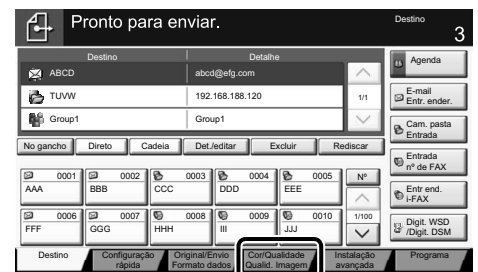 Pronto para enviar.
Destino
3
Destino Detalhe
ABCD abcd@efg.com
TUVW 192.168.188.120
Group1 Group1
1/1
Agenda
E-mail
Entr. ender.
Cam. pasta
Entrada
Entrada
nº de FAX
Entr end.
i-FAX
Digit. WSD
/Digit. DSM
No gancho Direto Cadeia Det./editar Excluir Rediscar
0001 0002 0003 0004 0005 Nº
AAA BBB CCC DDD EEE
0006 0007 0008 0009 0010 1/100
FFF GGG HHH III JJJ
Destino
Configuração
rápida
Original/Envio
Formato dados
Cor/Qualidade
Qualid. Imagem
Instalação
avançada
Programa